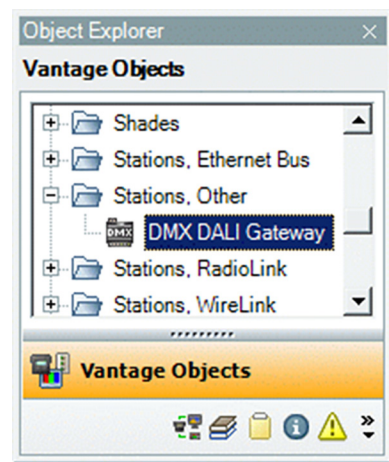 Object Explorer
Vantage Objects
Shades
Stations, Ethernet Bus
Stations, Other
DMX DMX DALI Gateway
Stations, RadioLink
Stations, WireLink
Vantage Objects